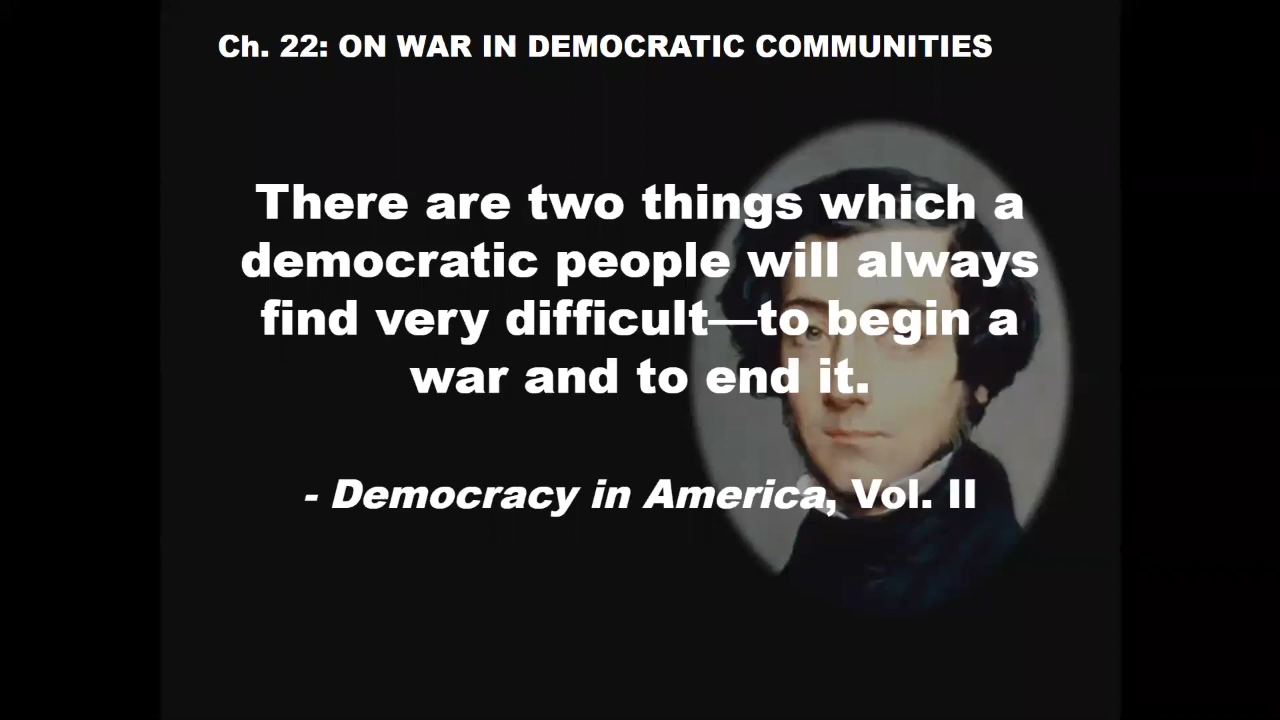 Ch. 22: ON WAR IN DEMOCRATIC COMMUNITIES
There are two things which a
democratic people will always
find very difficult—to begin a
war and to end it.
- Democracy in America, Vol. II